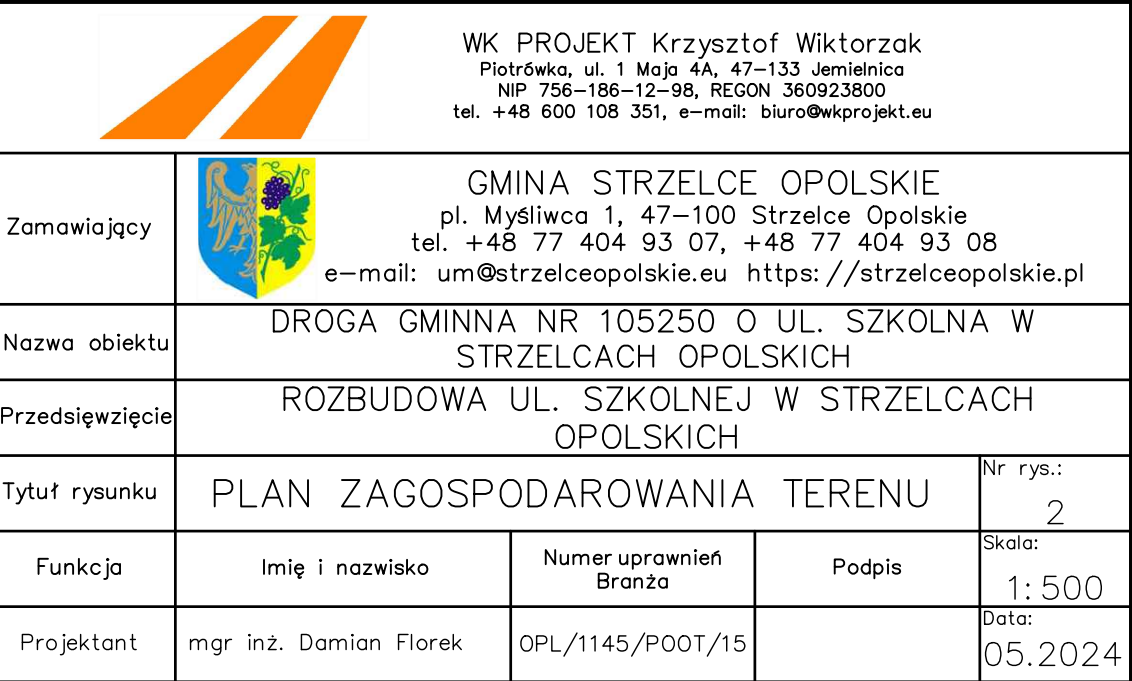 WK PROJEKT Krzysztof Wiktorzak
Piotrówka, ul. 1 Maja 4A, 47-133 Jemielnica
NIP 756-186-12-98, REGON 360923800
tel. +48 600 108 351, e-mail: biuro@wkprojekt.eu
Zamawiający
GMINA STRZELCE OPOLSKIE
pl. Myśliwca 1, 47-100 Strzelce Opolskie
tel. +48 77 404 93 07, +48 77 404 93 08
e-mail: um@strzelceopolskie.eu https://strzelceopolskie.pl
Nazwa obiektu
DROGA GMINNA NR 105250 O UL. SZKOLNA W
STRZELCACH OPOLSKICH
Przedsięwzięcie
ROZBUDOWA UL. SZKOLNEJ W STRZELCACH
OPOLSKICH
Tytuł rysunku
PLAN ZAGOSPODAROWANIA TERENU
Nr rys.:
2
Funkcja
Imię i nazwisko
Numer uprawnień
Branża
Podpis
Skala:
1:500
Projektant
mgr inż. Damian Florek
OPL/1145/POOT/15
Data:
05.2024